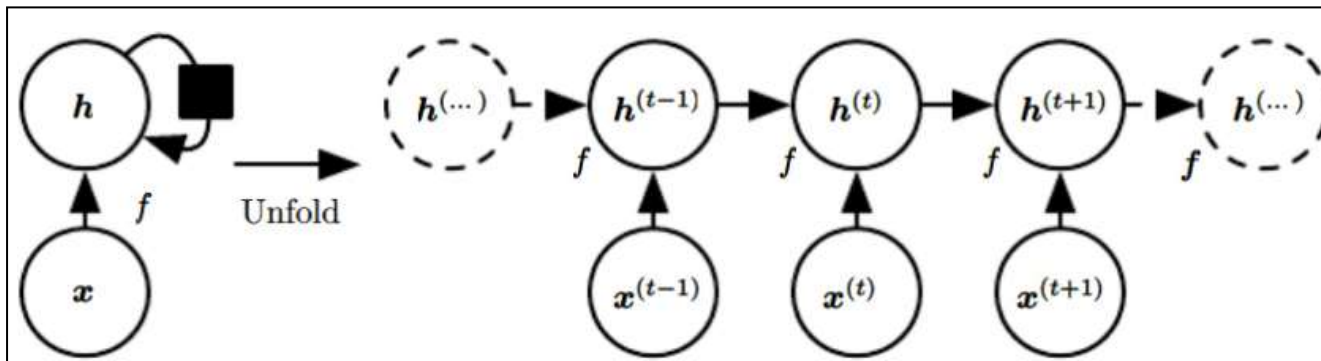 h
h(...)
h(t−1)
h(t)
h(t+1)
h(...)
f
f
f
f
f
Unfold
x
x(t−1)
x(t)
x(t+1)